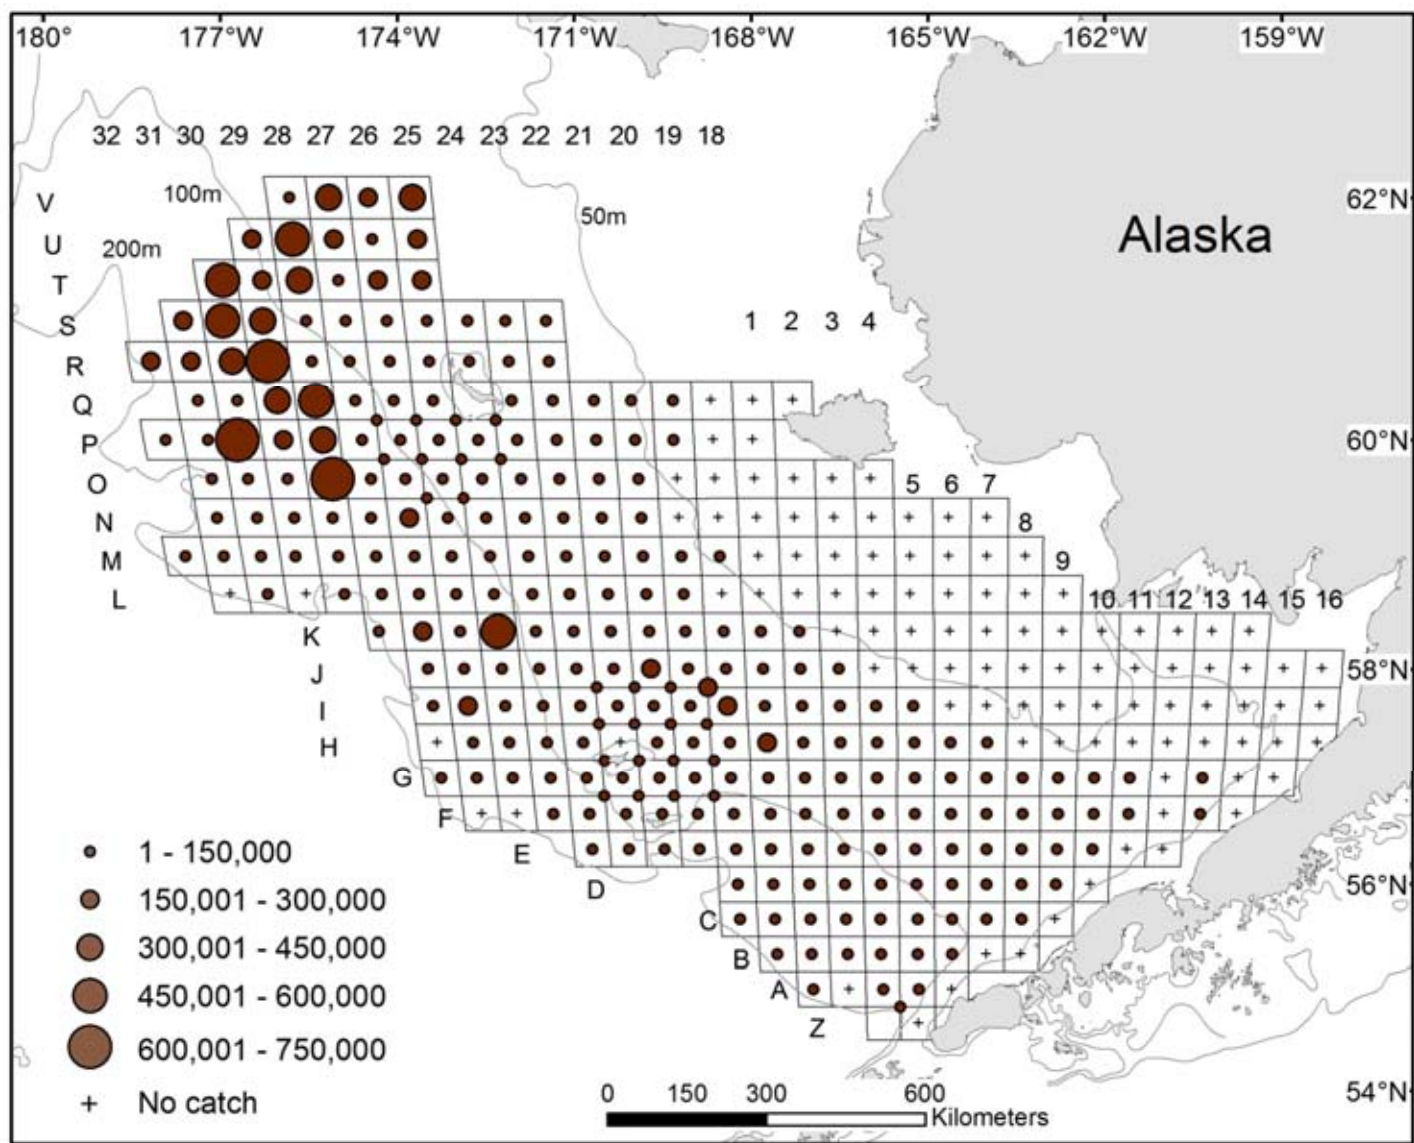 180° 177°W 174°W 171°W 168°W 165°W 162°W 159°W
32 31 30 29 28 27 26 25 24 23 22 21 20 19 18
100m
V
62°N
50m
U
200m
Alaska
T
S
1 2 3 4
R
Q
P
60°N
O
5 6 7
N
8
M
9
L
10 11 12 13 14 15 16
K
J
58°N
I
H
G
F
E
D
56°N
C
B
A
Z
1 - 150,000
150,001 - 300,000
300,001 - 450,000
450,001 - 600,000
600,001 - 750,000
No catch
54°N
0 150 300 600
Kilometers